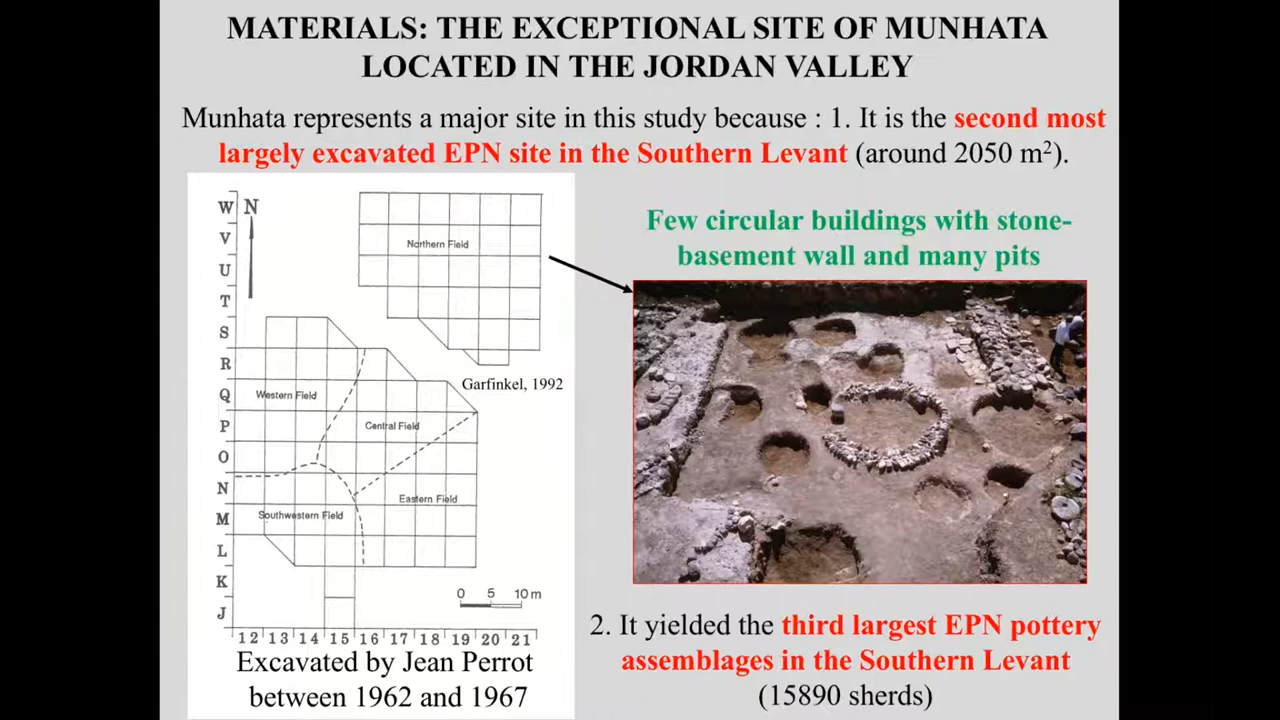 MATERIALS: THE EXCEPTIONAL SITE OF MUNHATA
LOCATED IN THE JORDAN VALLEY
Munhata represents a major site in this study because : 1. It is the second most
largely excavated EPN site in the Southern Levant (around 2050 m²).
W N
V
U
T
S
R
Q
P
O
N
M
L
K
J
Northern Field
Garfinkel, 1992
Western Field
Central Field
Eastern Field
Southwestern Field
0 5 10 m
12 13 14 15 16 17 18 19 20 21
Excavated by Jean Perrot
between 1962 and 1967
Few circular buildings with stone-
basement wall and many pits
2. It yielded the third largest EPN pottery
assemblages in the Southern Levant
(15890 sherds)